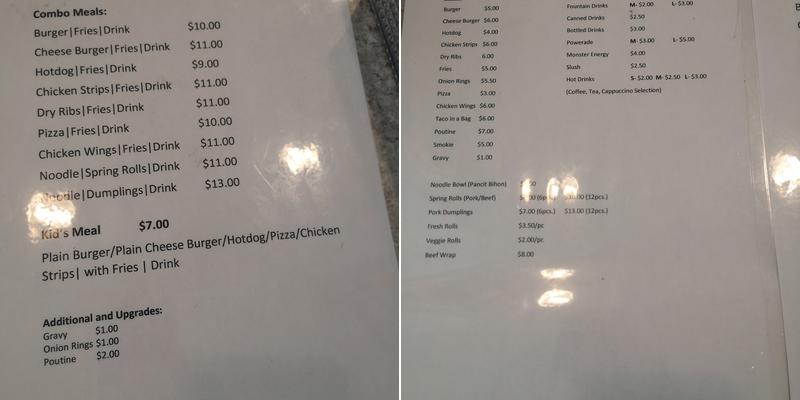 Combo Meals:
Burger|Fries|Drink $10.00
Cheese Burger|Fries|Drink $11.00
Hotdog|Fries|Drink $9.00
Chicken Strips|Fries|Drink $11.00
Dry Ribs|Fries|Drink $11.00
Pizza|Fries|Drink $10.00
Chicken Wings|Fries|Drink $11.00
Noodle|Spring Rolls|Drink $11.00
Noodle|Dumplings|Drink $13.00
Kid's Meal $7.00
Plain Burger/Plain Cheese Burger/Hotdog/Pizza/Chicken
Strips| with Fries | Drink
Additional and Upgrades:
Gravy $1.00
Onion Rings $1.00
Poutine $2.00
Burger $5.00
Cheese Burger $6.00
Hotdog $4.00
Chicken Strips $6.00
Dry Ribs 6.00
Fries $5.00
Onion Rings $5.50
Pizza $3.00
Chicken Wings $6.00
Taco in a Bag $6.00
Poutine $7.00
Smokie $5.00
Gravy $1.00
Fountain Drinks M- $2.00 L- $3.00
Canned Drinks $2.50
Bottled Drinks $3.00
Powerade M- $3.00 L- $5.00
Monster Energy $4.00
Slush $2.50
Hot Drinks S- $2.00 M- $2.50 L- $3.00
(Coffee, Tea, Cappuccino Selection)
Noodle Bowl (Pancit Bihon)
Spring Rolls (Pork/Beef) (12pcs.)
Pork Dumplings $7.00 (6pcs.) $13.00 (12pcs.)
Fresh Rolls $3.50/pc
Veggie Rolls $2.00/pc
Beef Wrap $8.00